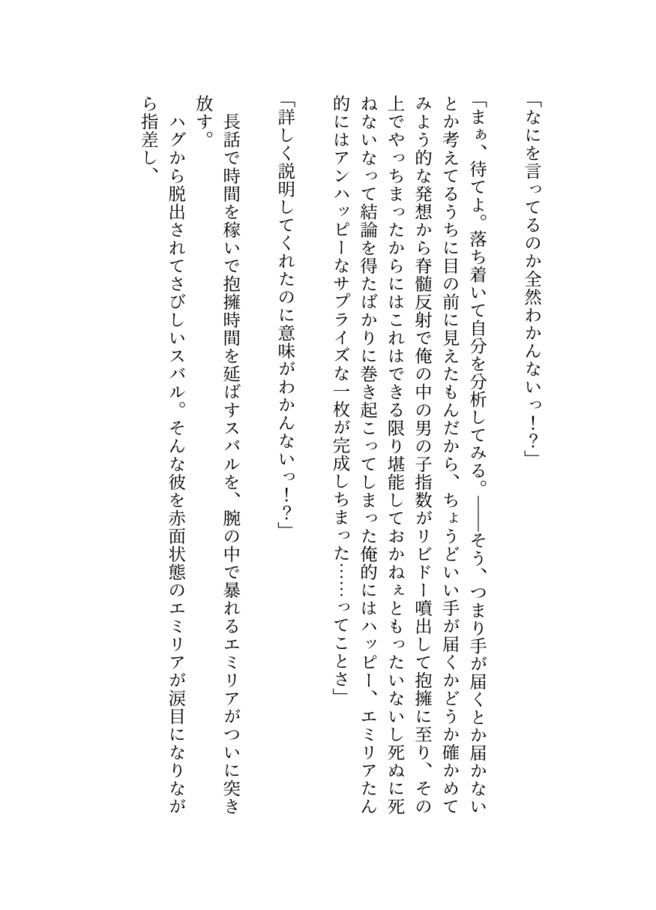 「なにを言ってるのか全然わかんないっ！？」
「まぁ、待てよ。落ち着いて自分を分析してみる。――そう、つまり手が届くとか届かない
とか考えてるうちに目の前に見えたもんだから、ちょうどいい手が届くかどうか確かめて
みよう的な発想から脊髄反射で俺の中の男の子指数がリビドー噴出して抱擁に至り、その
上でやっちまったからにはこれはできる限り堪能しておかねぇともったいないし死ぬに死
ねないなって結論を得たばかりに巻き起こってしまった俺的にはハッピー、エミリアたん
的にはアンハッピーなサプライズな一枚が完成しちまった……ってことさ」
「詳しく説明してくれたのに意味がわかんないっ！？」
　長話で時間を稼いで抱擁時間を延ばすスバルを、腕の中で暴れるエミリアがついに突き
放す。
　ハグから脱出されてさびしいスバル。そんな彼を赤面状態のエミリアが涙目になりなが
ら指差し、